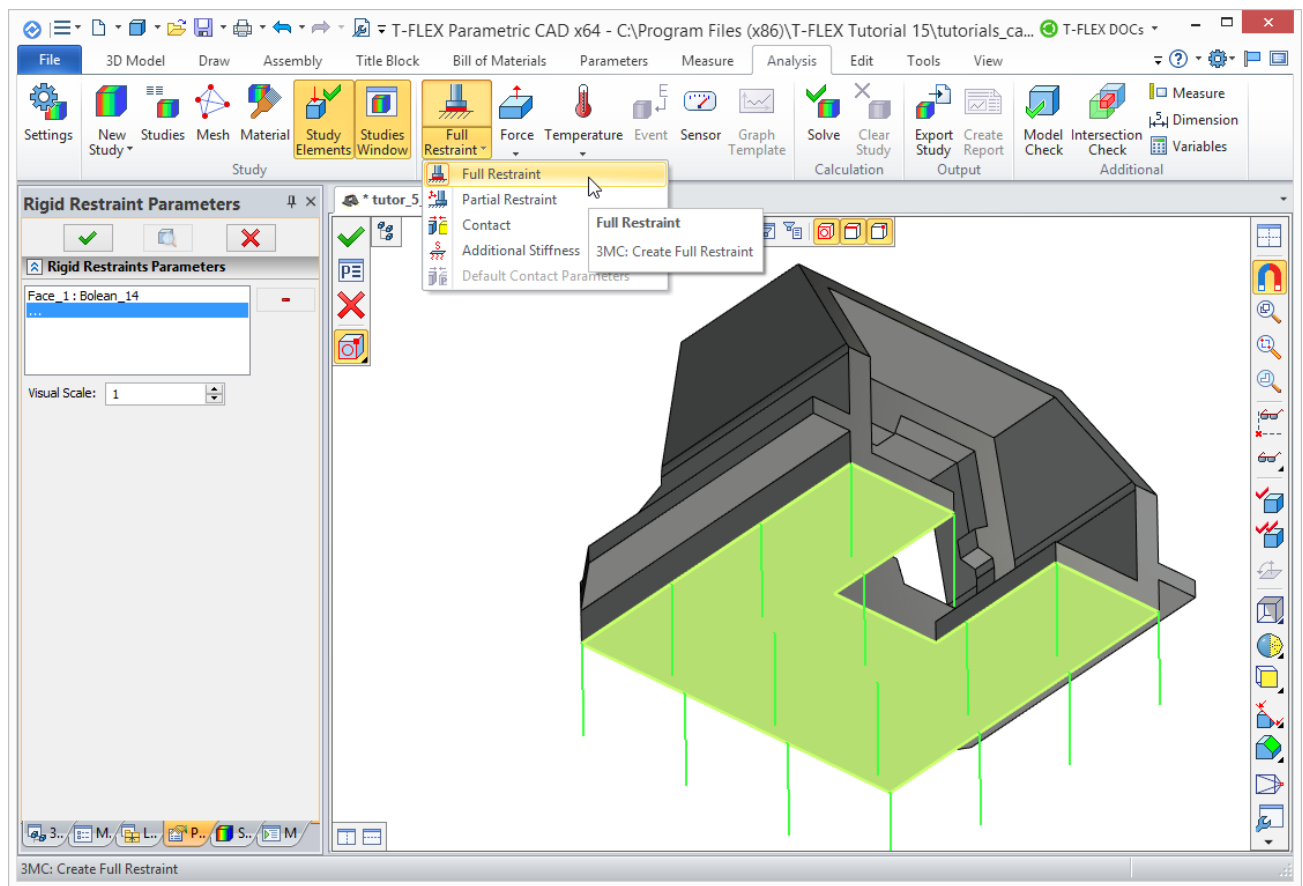 T-FLEX Parametric CAD x64 - C:\Program Files (x86)\T-FLEX Tutorial 15\tutorials_ca... T-FLEX DOCs
File 3D Model Draw Assembly Title Block Bill of Materials Parameters Measure Analysis Edit Tools View
Settings New Study Studies Mesh Material Study Elements Studies Window Full Restraint Force Temperature Event Sensor Graph Template Solve Clear Study Export Study Create Report Model Check Intersection Check Measure
Dimension
Variables
Study Calculation Output Additional
Full Restraint
Partial Restraint
Contact
Additional Stiffness
Default Contact Parameters
Full Restraint
3MC: Create Full Restraint
Rigid Restraint Parameters
* tutor_5_
Rigid Restraints Parameters
Face_1 : Bolean_14
...
Visual Scale: 1
3.. M. L.. P.. S.. M
3MC: Create Full Restraint